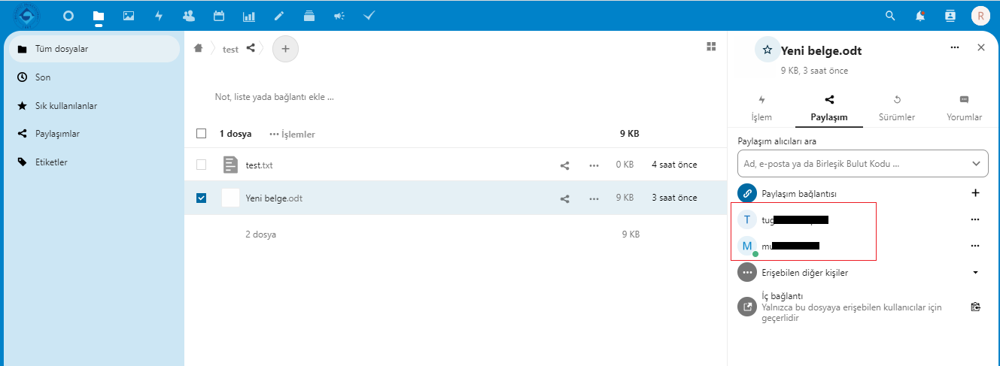 R
Tüm dosyalar
Son
Sık kullanılanlar
Paylaşımlar
Etiketler
test
Not, liste yada bağlantı ekle ...
1 dosya ••• İşlemler 9 KB
test.txt 0 KB 4 saat önce
Yeni belge.odt 9 KB 3 saat önce
2 dosya 9 KB
Yeni belge.odt
9 KB, 3 saat önce
İşlem Paylaşım Sürümler Yorumlar
Paylaşım alıcıları ara
Ad, e-posta ya da Birleşik Bulut Kodu ...
Paylaşım bağlantısı
T tug
M mu
Erişebilen diğer kişiler
İç bağlantı
Yalnızca bu dosyaya erişebilen kullanıcılar için
geçerlidir